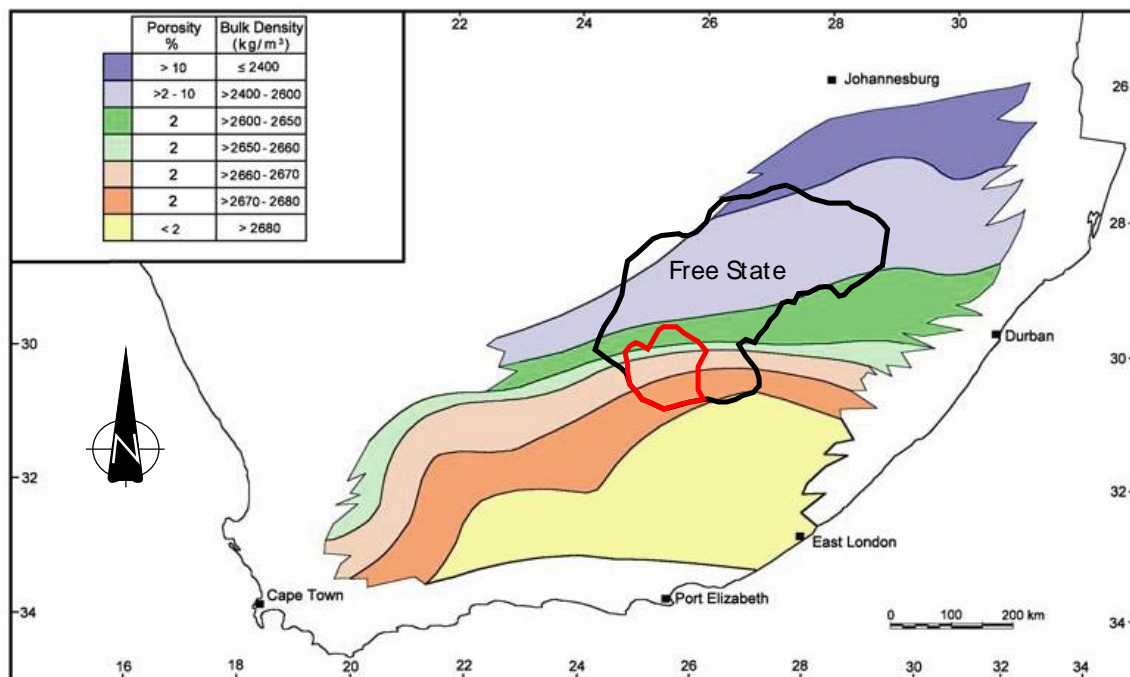 22 24 26 28 30
Porosity % Bulk Density (kg/m³)
> 10 ≤ 2400
>2 - 10 >2400 - 2600
2 >2600 - 2650
2 >2650 - 2660
2 >2660 - 2670
2 >2670 - 2680
< 2 > 2680
Johannesburg
26
28
Free State
30
Durban
30
N
32
32
East London
Cape Town
Port Elizabeth
34
34
0 100 200 km
16 18 20 22 24 26 28 30 32 34